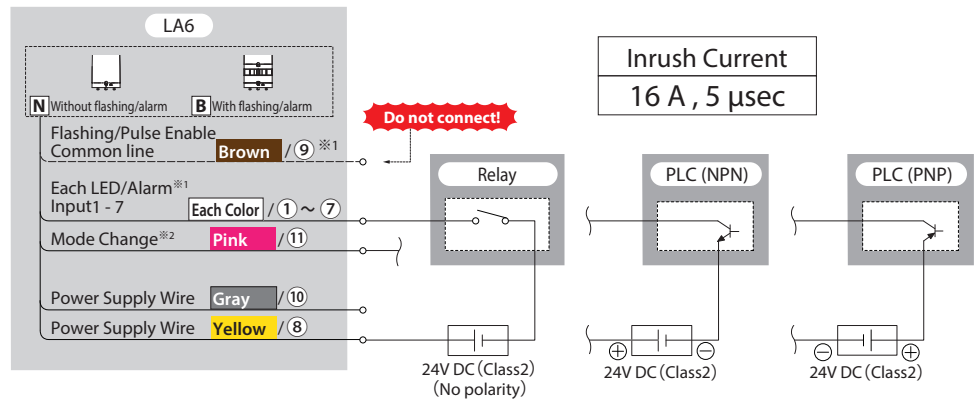 LA6
Inrush Current
16 A , 5 μsec
N Without flashing/alarm
B With flashing/alarm
Do not connect!
Flashing/Pulse Enable
Common line Brown / ⑨ ※1
Relay
PLC (NPN)
PLC (PNP)
Each LED/Alarm※1
Input1 - 7 Each Color / ① ~ ⑦
Mode Change※2 Pink / ⑪
Power Supply Wire Gray / ⑩
Power Supply Wire Yellow / ⑧
⊕ ⊖
⊖ ⊕
24V DC (Class2)
(No polarity)
24V DC (Class2)
24V DC (Class2)